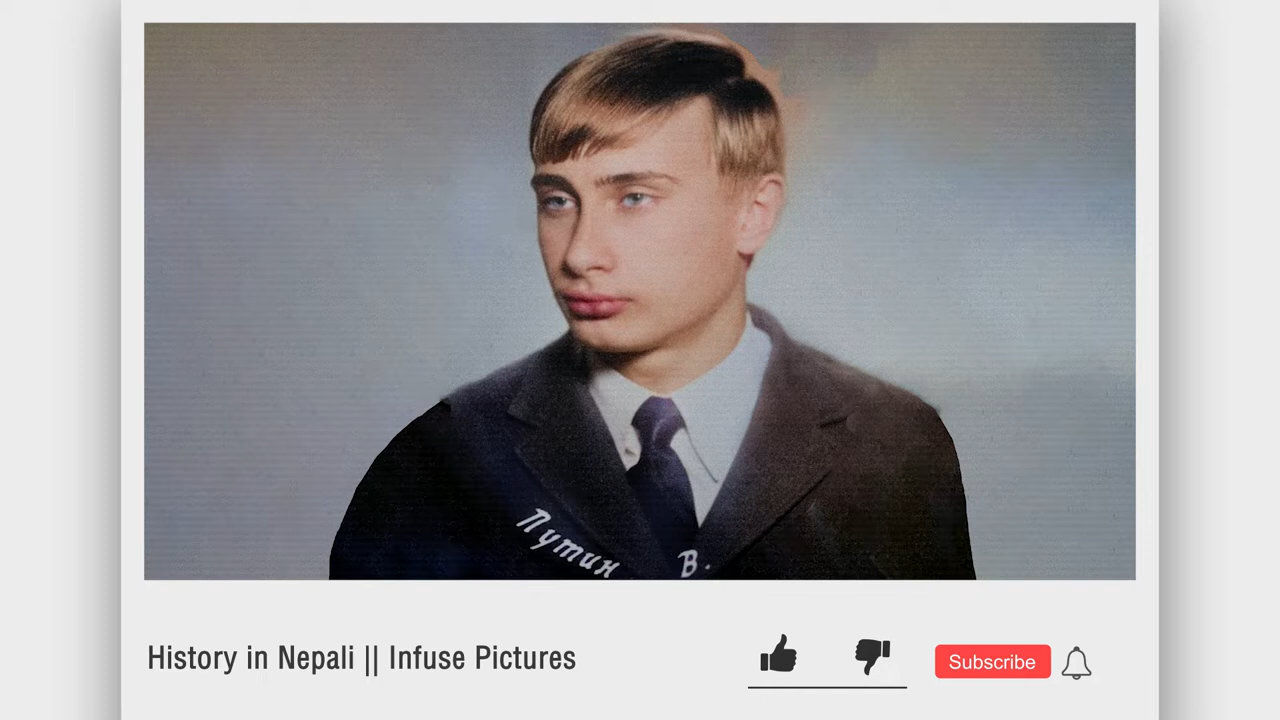 Путин В.
History in Nepali || Infuse Pictures
Subscribe